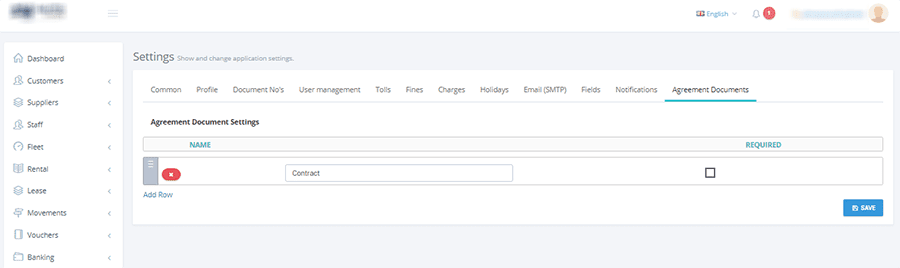 English
1
Dashboard
Customers
Suppliers
Staff
Fleet
Rental
Lease
Movements
Vouchers
Banking
Settings Show and change application settings.
Common Profile Document No's User management Tolls Fines Charges Holidays Email (SMTP) Fields Notifications Agreement Documents
Agreement Document Settings
NAME REQUIRED
Contract
Add Row
SAVE